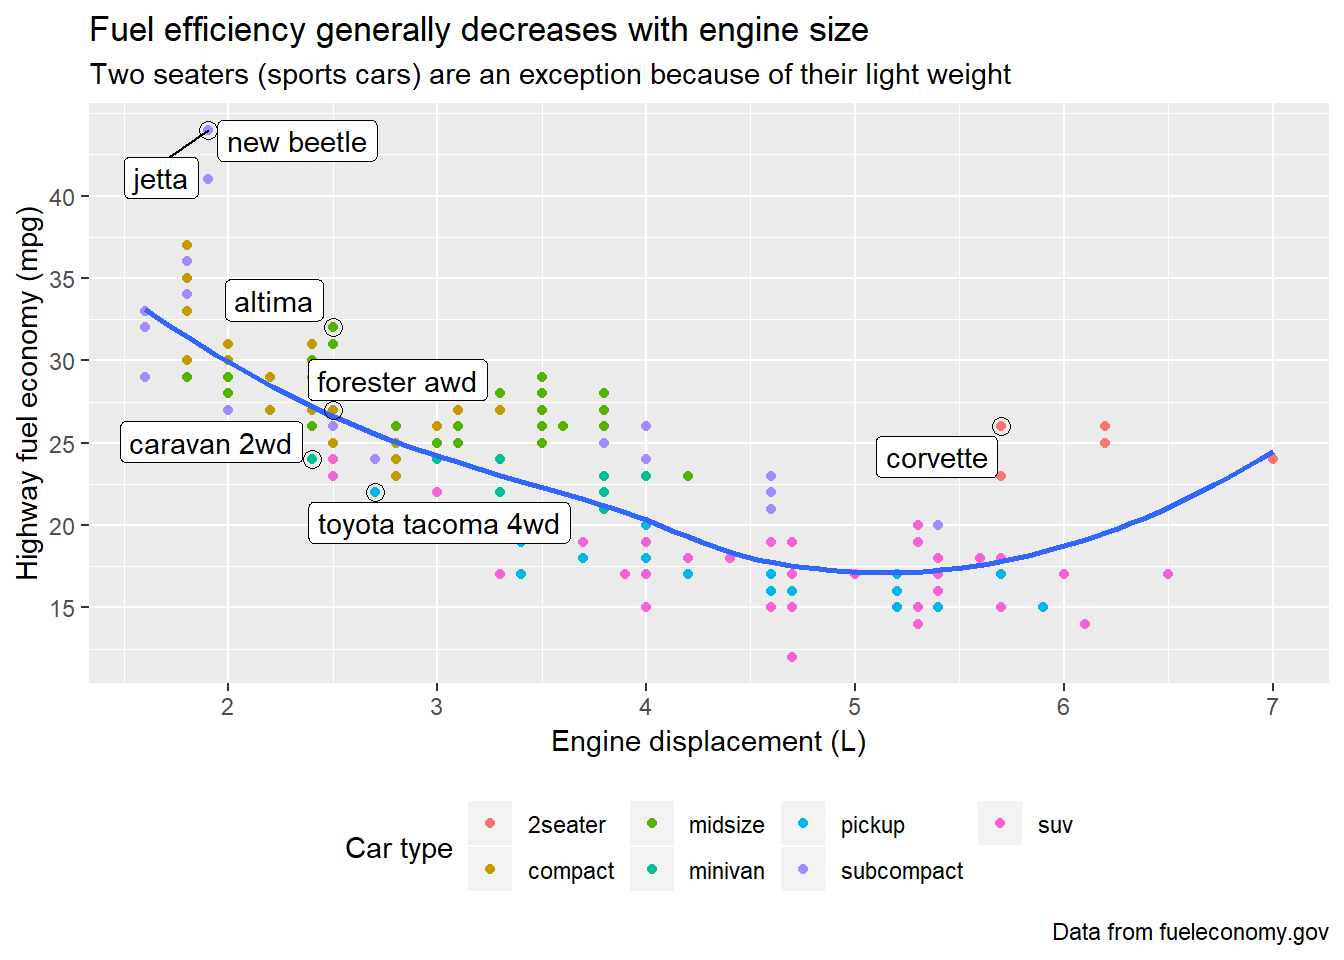 Fuel efficiency generally decreases with engine size
Two seaters (sports cars) are an exception because of their light weight
Highway fuel economy (mpg)
40
35
30
25
20
15
new beetle
jetta
altima
forester awd
caravan 2wd
corvette
toyota tacoma 4wd
2 3 4 5 6 7
Engine displacement (L)
Car type
2seater midsize pickup suv
compact minivan subcompact
Data from fueleconomy.gov